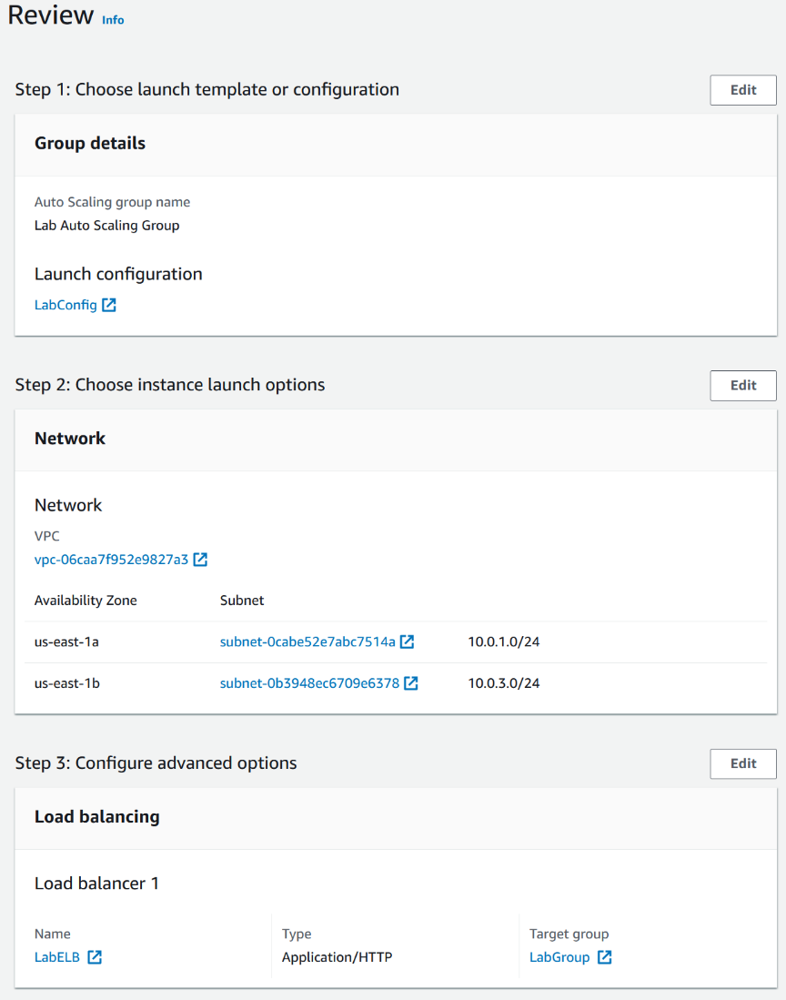 Review Info
Step 1: Choose launch template or configuration Edit
Group details
Auto Scaling group name
Lab Auto Scaling Group
Launch configuration
LabConfig
Step 2: Choose instance launch options Edit
Network
Network
VPC
vpc-06caa7f952e9827a3
Availability Zone Subnet
us-east-1a subnet-0cabe52e7abc7514a 10.0.1.0/24
us-east-1b subnet-0b3948ec6709e6378 10.0.3.0/24
Step 3: Configure advanced options Edit
Load balancing
Load balancer 1
Name Type Target group
LabELB Application/HTTP LabGroup